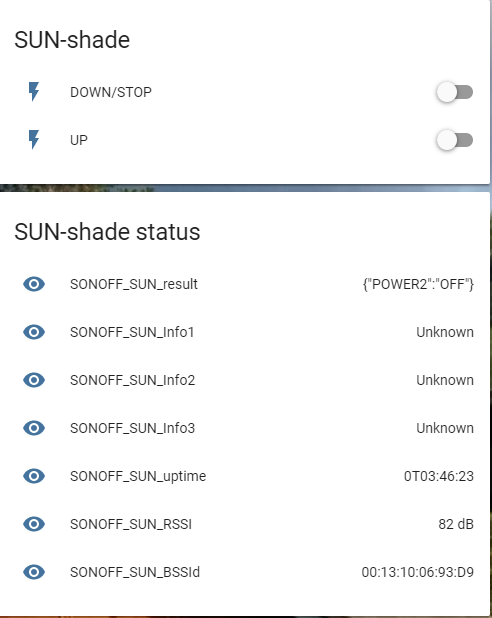 SUN-shade
DOWN/STOP
UP
SUN-shade status
SONOFF_SUN_result {"POWER2":"OFF"}
SONOFF_SUN_Info1 Unknown
SONOFF_SUN_Info2 Unknown
SONOFF_SUN_Info3 Unknown
SONOFF_SUN_uptime 0T03:46:23
SONOFF_SUN_RSSI 82 dB
SONOFF_SUN_BSSId 00:13:10:06:93:D9